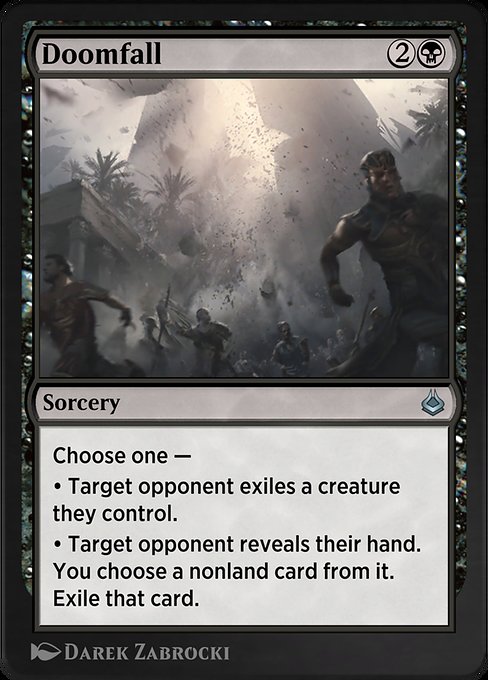 Doomfall 2
Sorcery
Choose one —
• Target opponent exiles a creature
they control.
• Target opponent reveals their hand.
You choose a nonland card from it.
Exile that card.
Darek Zabrocki